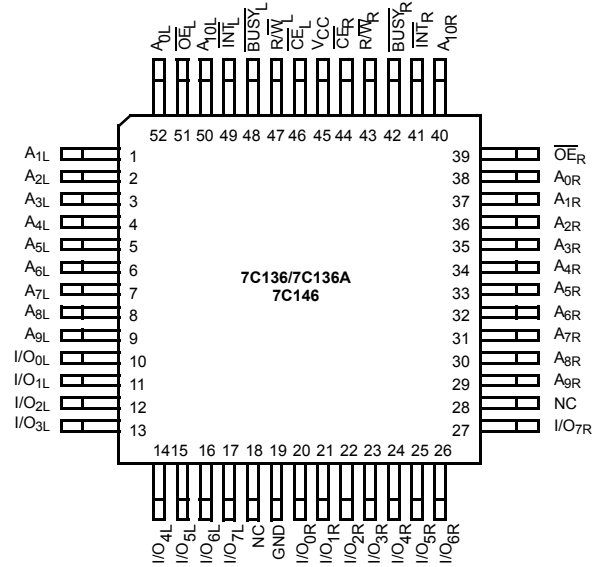 A0L
OEL
A10L
INTL
BUSYL
R/WL
CEL
VCC
CER
R/WR
BUSYR
INTR
A10R
52 51 50 49 48 47 46 45 44 43 42 41 40
A1L 1
A2L 2
A3L 3
A4L 4
A5L 5
A6L 6
A7L 7
A8L 8
A9L 9
I/O0L 10
I/O1L 11
I/O2L 12
I/O3L 13
7C136/7C136A
7C146
39 OER
38 A0R
37 A1R
36 A2R
35 A3R
34 A4R
33 A5R
32 A6R
31 A7R
30 A8R
29 A9R
28 NC
27 I/O7R
14 15 16 17 18 19 20 21 22 23 24 25 26
I/O4L
I/O5L
I/O6L
I/O7L
NC
GND
I/O0R
I/O1R
I/O2R
I/O3R
I/O4R
I/O5R
I/O6R